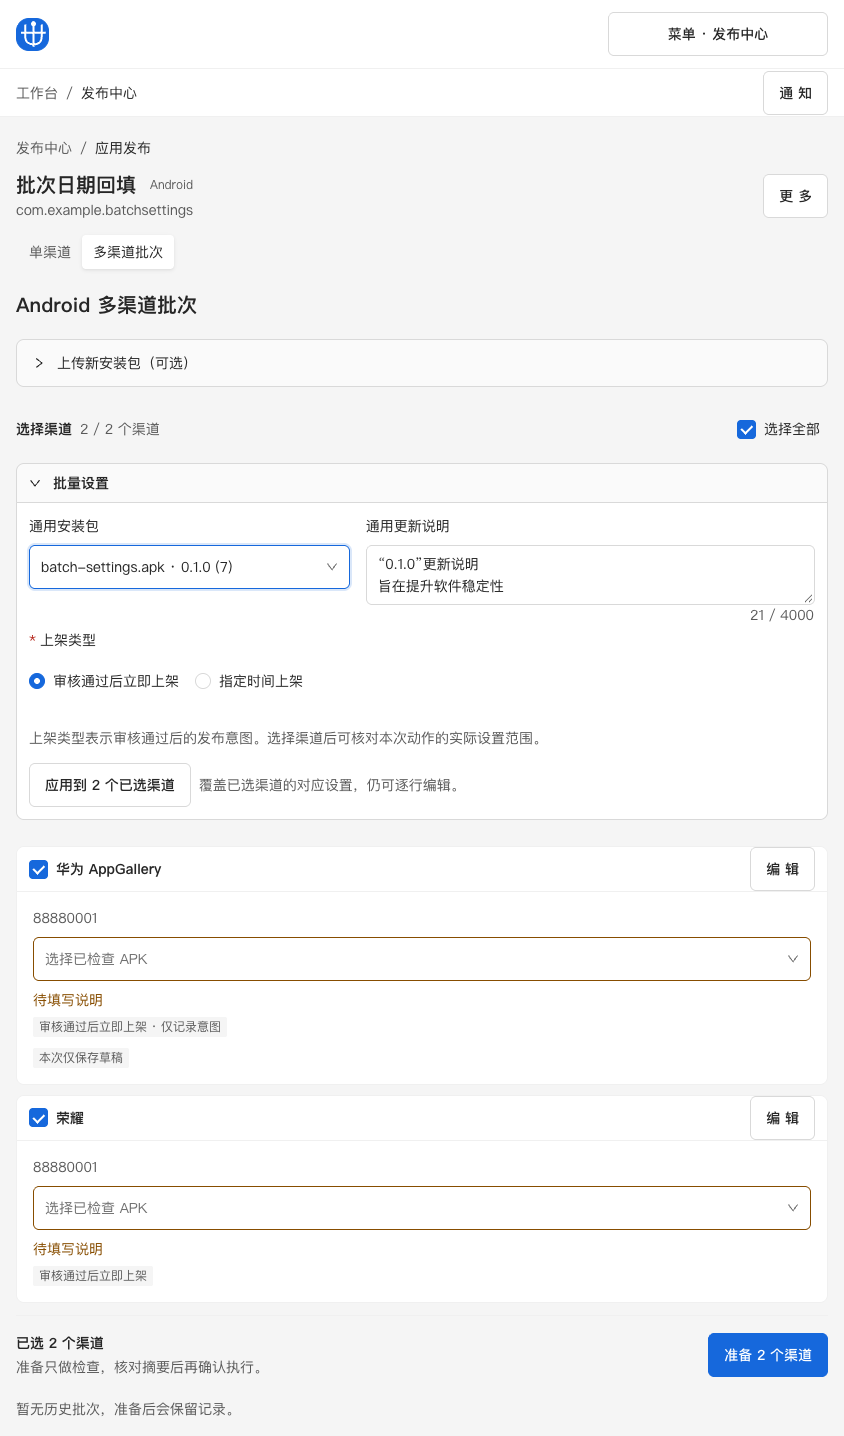 菜单 · 发布中心
工作台 / 发布中心
通 知
发布中心 / 应用发布
批次日期回填 Android
com.example.batchsettings
更 多
单渠道 多渠道批次
Android 多渠道批次
上传新安装包（可选）
选择渠道 2 / 2 个渠道
选择全部
批量设置
通用安装包
通用更新说明
batch-settings.apk · 0.1.0 (7)
“0.1.0”更新说明
旨在提升软件稳定性
21 / 4000
* 上架类型
审核通过后立即上架 指定时间上架
上架类型表示审核通过后的发布意图。选择渠道后可核对本次动作的实际设置范围。
应用到 2 个已选渠道 覆盖已选渠道的对应设置，仍可逐行编辑。
华为 AppGallery
编 辑
88880001
选择已检查 APK
待填写说明
审核通过后立即上架 · 仅记录意图
本次仅保存草稿
荣耀
编 辑
88880001
选择已检查 APK
待填写说明
审核通过后立即上架
已选 2 个渠道
准备只做检查，核对摘要后再确认执行。
准备 2 个渠道
暂无历史批次，准备后会保留记录。